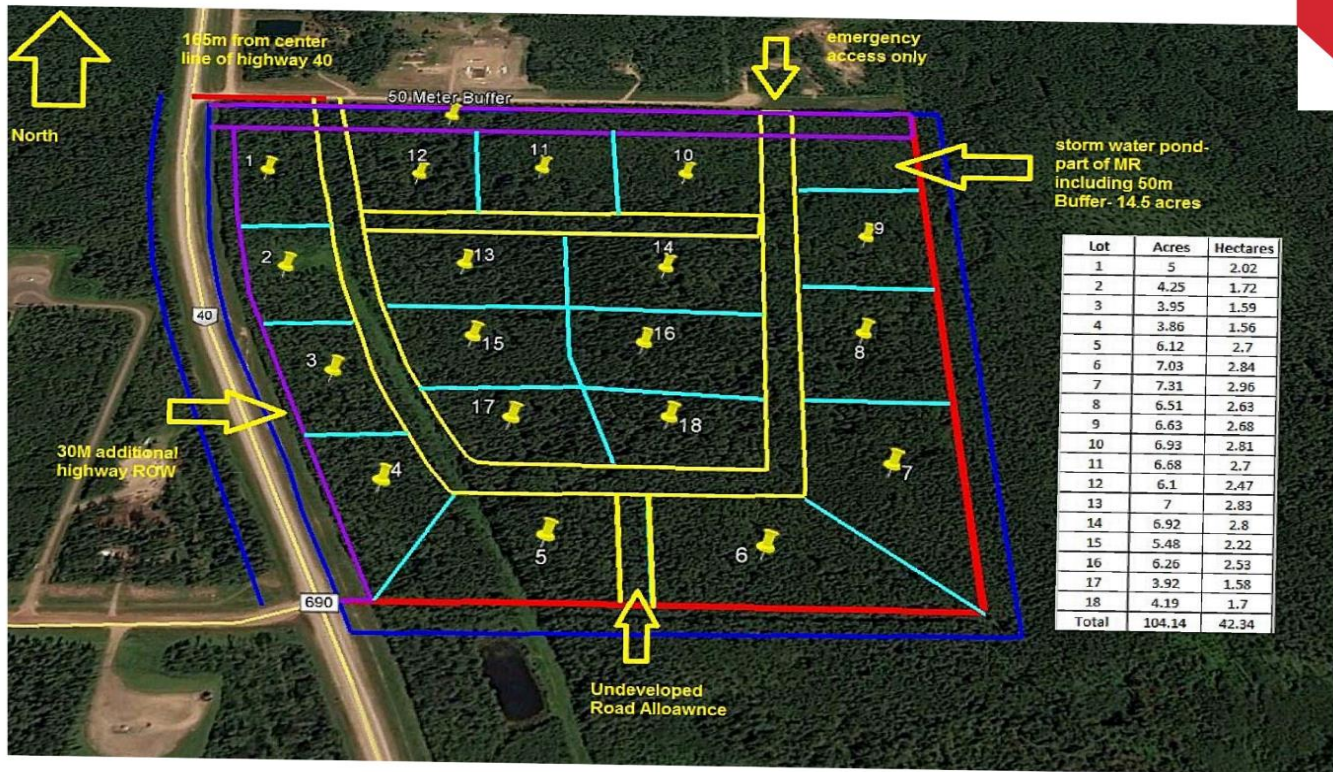 North
165m from center
line of highway 40
50 Meter Buffer
emergency
access only
storm water pond-
part of MR
including 50m
Buffer- 14.5 acres
1
12
11
10
2
13
14
9
40
3
15
16
8
30M additional
highway ROW
4
17
18
7
5
6
690
Undeveloped
Road Alloawnce
Lot Acres Hectares
1 5 2.02
2 4.25 1.72
3 3.95 1.59
4 3.86 1.56
5 6.12 2.7
6 7.03 2.84
7 7.31 2.96
8 6.51 2.63
9 6.63 2.68
10 6.93 2.81
11 6.68 2.7
12 6.1 2.47
13 7 2.83
14 6.92 2.8
15 5.48 2.22
16 6.26 2.53
17 3.92 1.58
18 4.19 1.7
Total 104.14 42.34